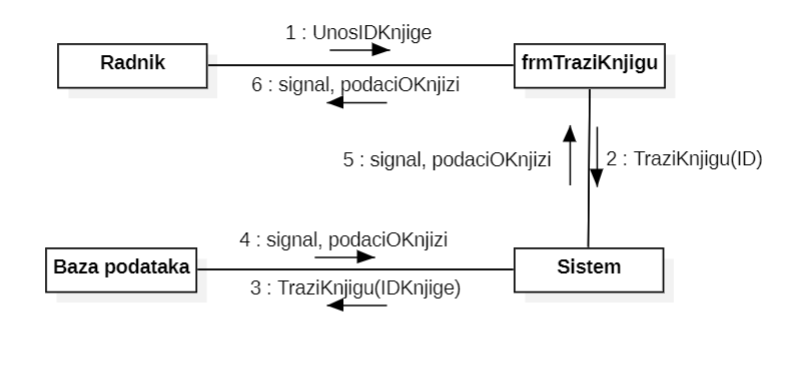 1 : UnosIDKnjige
Radnik
frmTraziKnjigu
6 : signal, podaciOKnjizi
5 : signal, podaciOKnjizi
2 : TraziKnjigu(ID)
4 : signal, podaciOKnjizi
Baza podataka
Sistem
3 : TraziKnjigu(IDKnjige)